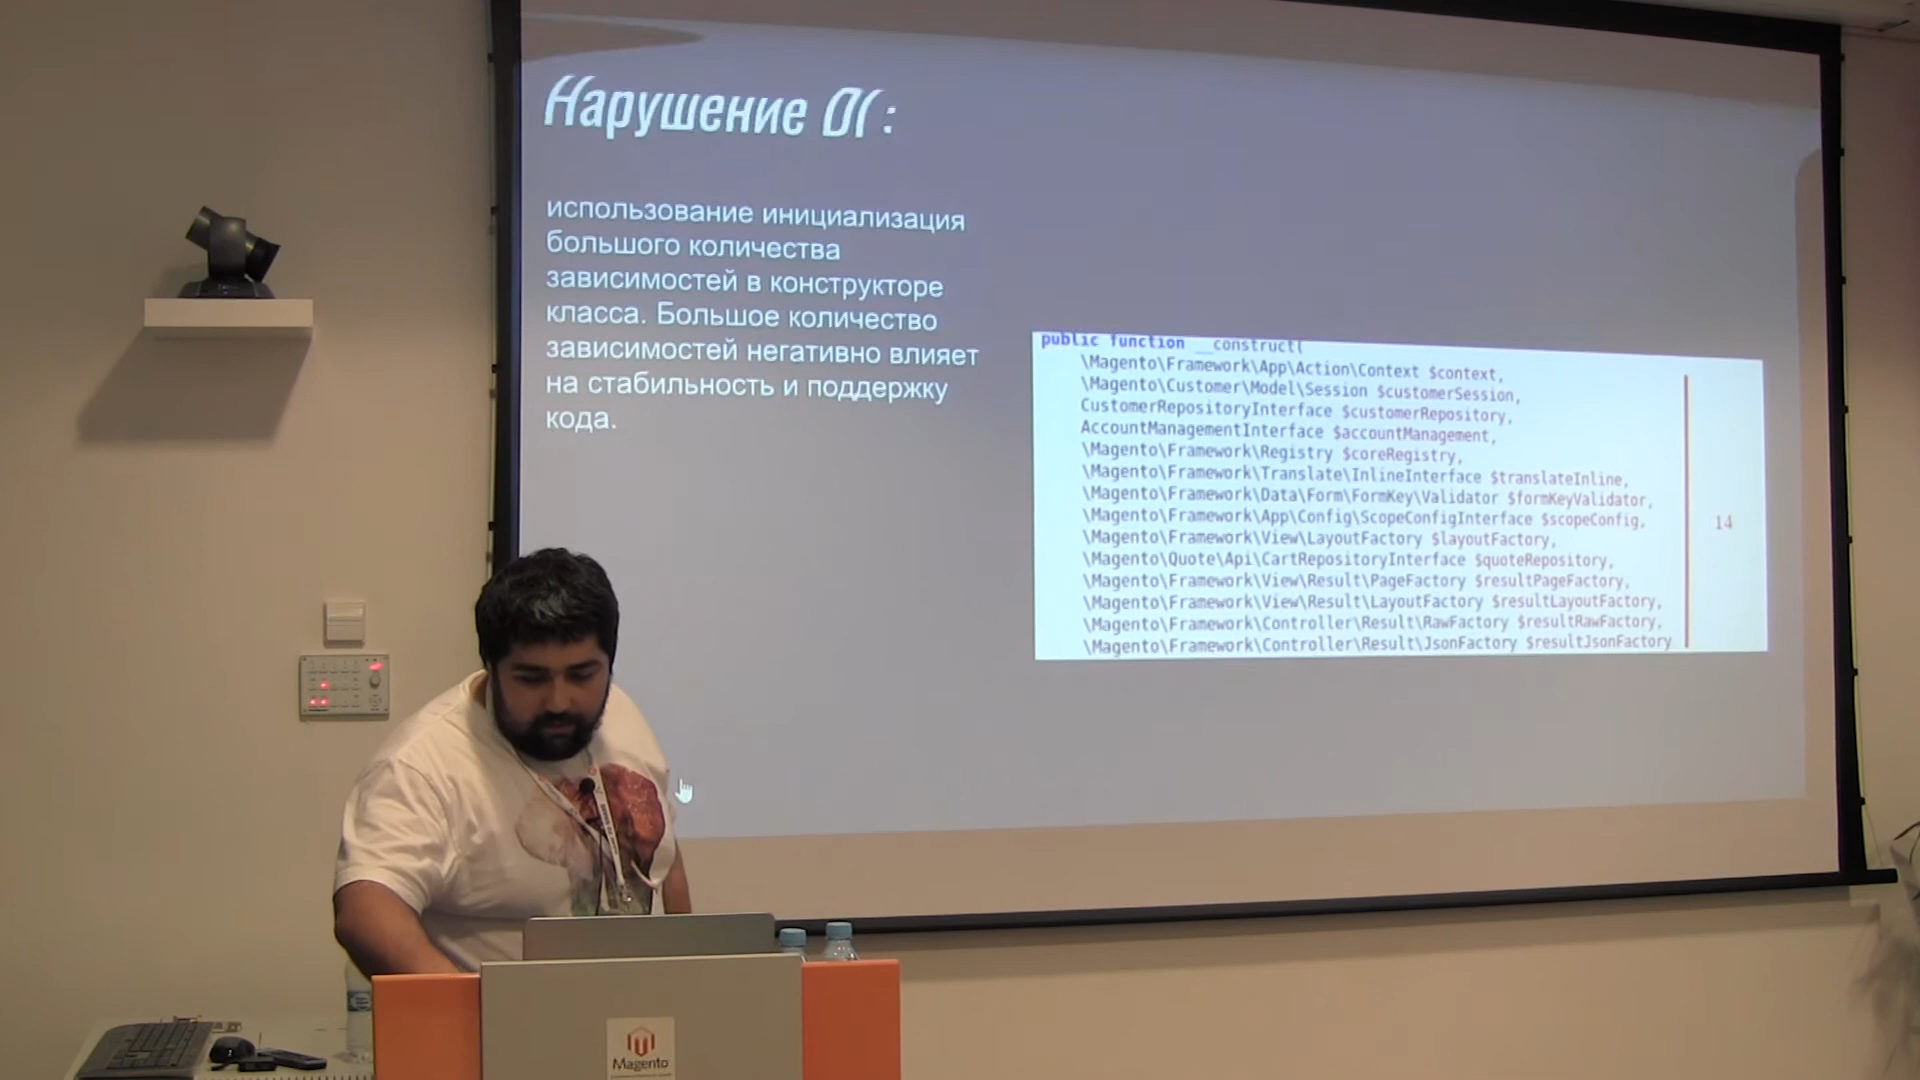 Нарушение DI:
использование инициализация
большого количества
зависимостей в конструкторе
класса. Большое количество
зависимостей негативно влияет
на стабильность и поддержку
кода.
public function __construct(
\Magento\Framework\App\Action\Context $context,
\Magento\Customer\Model\Session $customerSession,
CustomerRepositoryInterface $customerRepository,
AccountManagementInterface $accountManagement,
\Magento\Framework\Registry $coreRegistry,
\Magento\Framework\Translate\InlineInterface $translateInline,
\Magento\Framework\Data\Form\FormKey\Validator $formKeyValidator,
\Magento\Framework\App\Config\ScopeConfigInterface $scopeConfig,
\Magento\Framework\View\LayoutFactory $layoutFactory,
\Magento\Quote\Api\CartRepositoryInterface $quoteRepository,
\Magento\Framework\View\Result\PageFactory $resultPageFactory,
\Magento\Framework\View\Result\LayoutFactory $resultLayoutFactory,
\Magento\Framework\Controller\Result\RawFactory $resultRawFactory,
\Magento\Framework\Controller\Result\JsonFactory $resultJsonFactory
14
Magento